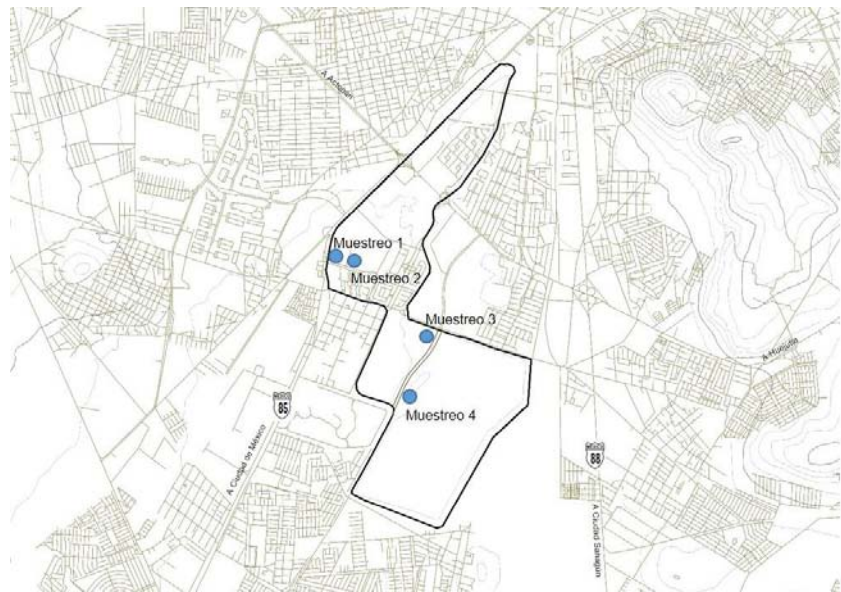 A Actopan
Muestreo 1
Muestreo 2
Muestreo 3
A Huejutla
Muestreo 4
85
A Ciudad de México
88
A Ciudad Sahagún